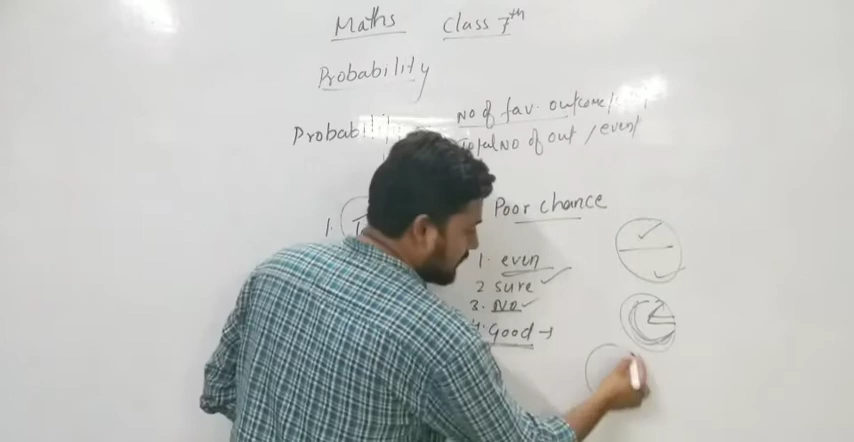 Maths Class 7th
Probability
Probabili
No of fav. outcome/
Total No of out / event
1.
Poor chance
1. even
2 sure ✓
3. No ✓
4. Good →